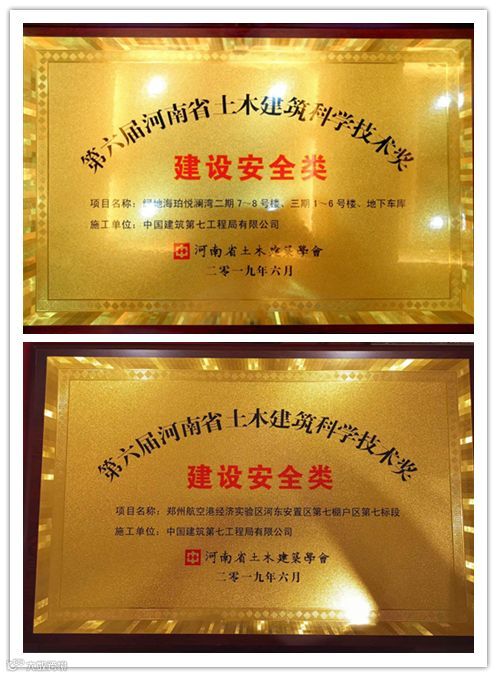 第六届河南省土木建筑科学技术奖
建设安全类
项目名称：绿地海珀悦澜湾二期7～8号楼、三期1～6号楼、地下车库
施工单位：中国建筑第七工程局有限公司
河南省土木建築學會
二零一九年六月
第六届河南省土木建筑科学技术奖
建设安全类
项目名称：郑州航空港经济实验区河东安置区第七棚户区第七标段
施工单位：中国建筑第七工程局有限公司
河南省土木建築學會
二零一九年六月